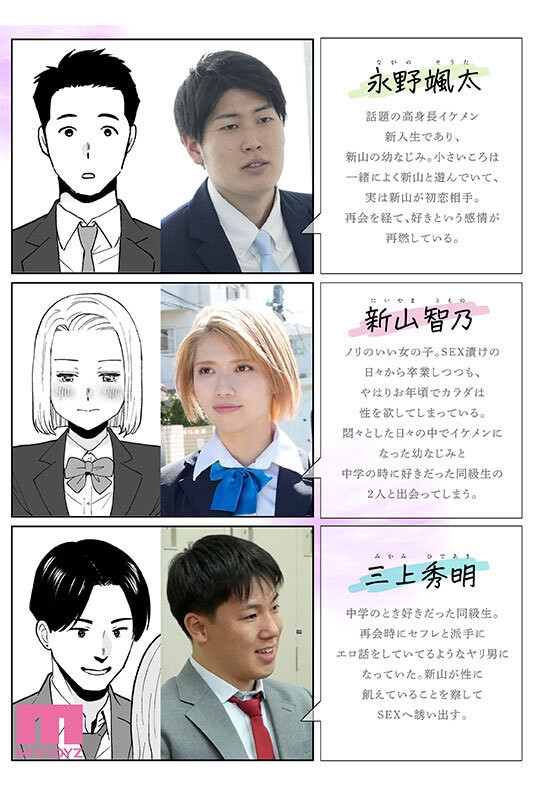 ながの そうた
永野颯太
話題の高身長イケメン
新入生であり、
新山の幼なじみ。小さいころは
一緒によく新山と遊んでいて、
実は新山が初恋相手。
再会を経て、好きという感情が
再燃している。
にいやま ともの
新山智乃
ノリのいい女の子。SEX漬けの
日々から卒業しつつも、
やはりお年頃でカラダは
性を欲してしまっている。
悶々とした日々の中でイケメンに
なった幼なじみと
中学の時に好きだった同級生の
2人と出会ってしまう。
みかみ ひであき
三上秀明
中学のとき好きだった同級生。
再会時にセフレと派手に
エロ話をしているようなヤリ男に
なっていた。新山が性に
飢えていることを察して
SEXへ誘い出す。
MOODYZ